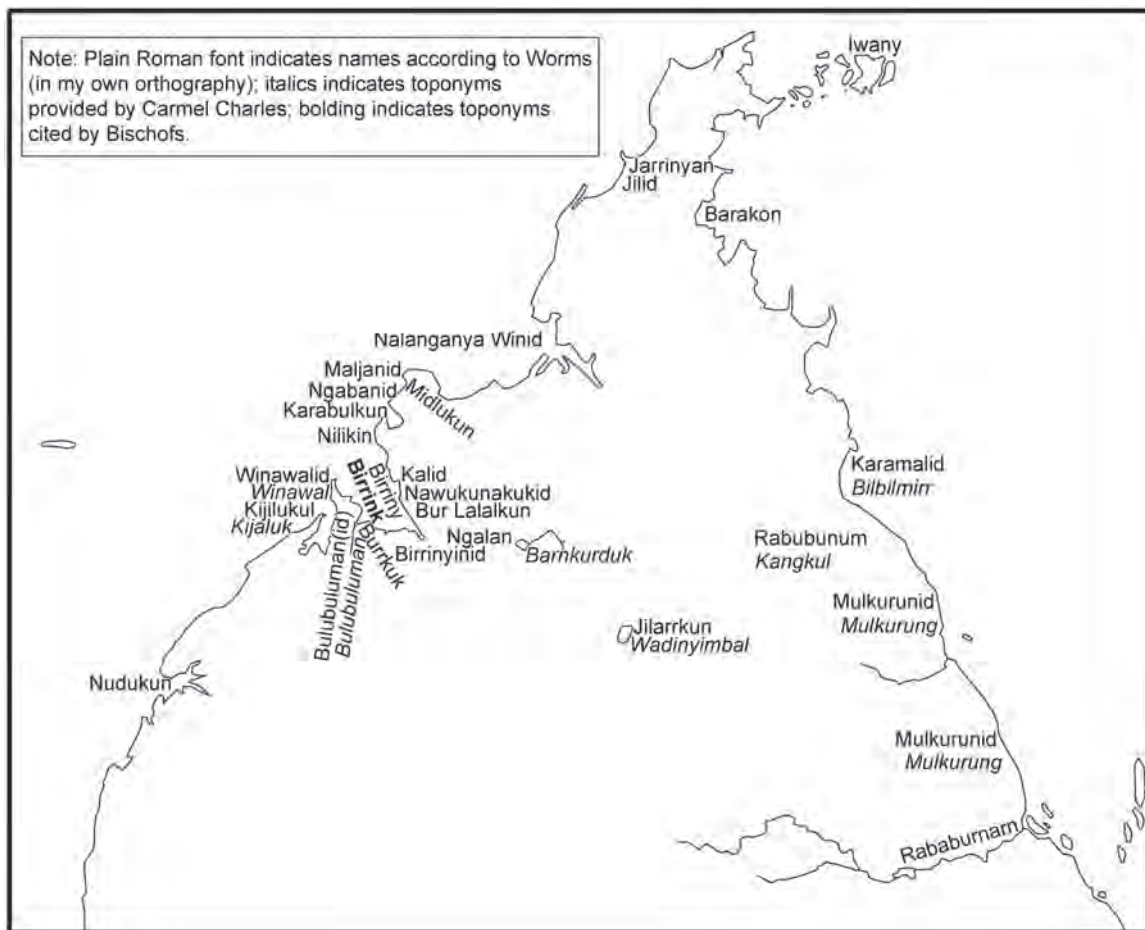 Note: Plain Roman font indicates names according to Worms
(in my own orthography); italics indicates toponyms
provided by Carmel Charles; bolding indicates toponyms
cited by Bischofs.
Iwany
Jarrinyan
Jilid
Barakon
Nalanganya Winid
Maljanid
Midlukun
Ngabanid
Karabulkun
Nilikin
Karamalid
Bilbilmirr
Winawalid
Winawal
Kijilukul
Kijaluk
Birriny
Birrink
Kalid
Nawukunakukid
Bur Lalalkun
Ngalan
Barnkurduk
Rabubunum
Kangkul
Bulubuluman(id)
Bulubuluman
Burrkuk
Birrinyinid
Mulkurunid
Mulkurung
Jilarrkun
Wadinyimbal
Nudukun
Mulkurunid
Mulkurung
Rababurnarn